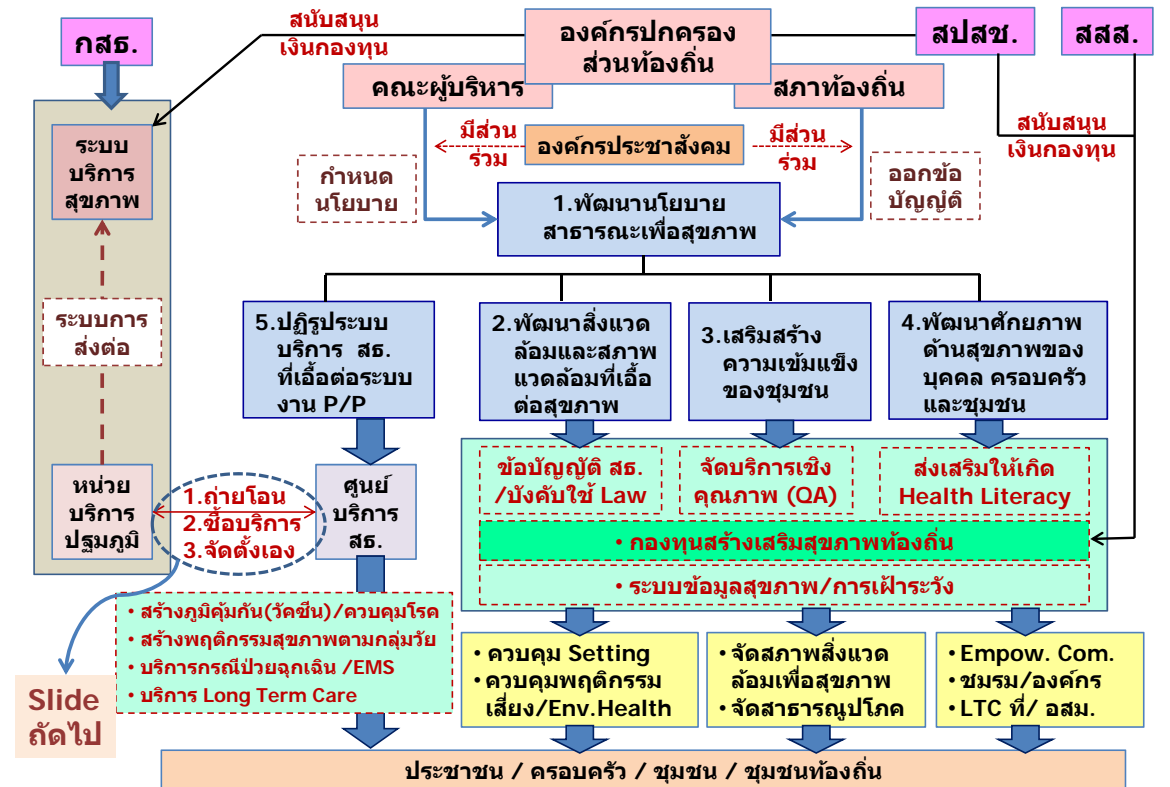 กสธ.
สนับสนุน
เงินกองทุน
องค์กรปกครอง
ส่วนท้องถิ่น
สปสช.
สสส.
คณะผู้บริหาร
สภาท้องถิ่น
สนับสนุน
เงินกองทุน
ระบบ
บริการ
สุขภาพ
มีส่วน
ร่วม
องค์กรประชาสังคม
มีส่วน
ร่วม
กำหนด
นโยบาย
ออกข้อ
บัญญํติ
1.พัฒนานโยบาย
สาธารณะเพื่อสุขภาพ
ระบบการ
ส่งต่อ
5.ปฏิรูประบบ
บริการ สธ.
ที่เอื้อต่อระบบ
งาน P/P
2.พัฒนาสิ่งแวด
ล้อมและสภาพ
แวดล้อมที่เอื้อ
ต่อสุขภาพ
3.เสริมสร้าง
ความเข้มแข็ง
ของชุมชน
4.พัฒนาศักยภาพ
ด้านสุขภาพของ
บุคคล ครอบครัว
และชุมชน
หน่วย
บริการ
ปฐมภูมิ
1.ถ่ายโอน
2.ซื้อบริการ
3.จัดตั้งเอง
ศูนย์
บริการ
สธ.
ข้อบัญญัติ สธ.
/บังคับใช้ Law
จัดบริการเชิง
คุณภาพ (QA)
ส่งเสริมให้เกิด
Health Literacy
• กองทุนสร้างเสริมสุขภาพท้องถิ่น
• ระบบข้อมูลสุขภาพ/การเฝ้าระวัง
• สร้างภูมิคุ้มกัน(วัคซีน)/ควบคุมโรค
• สร้างพฤติกรรมสุขภาพตามกลุ่มวัย
• บริการกรณีป่วยฉุกเฉิน /EMS
• บริการ Long Term Care
Slide
ถัดไป
• ควบคุม Setting
• ควบคุมพฤติกรรม
เสี่ยง/Env.Health
• จัดสภาพสิ่งแวด
ล้อมเพื่อสุขภาพ
• จัดสาธารณูปโภค
• Empow. Com.
• ชมรม/องค์กร
• LTC ที่/ อสม.
ประชาชน / ครอบครัว / ชุมชน / ชุมชนท้องถิ่น